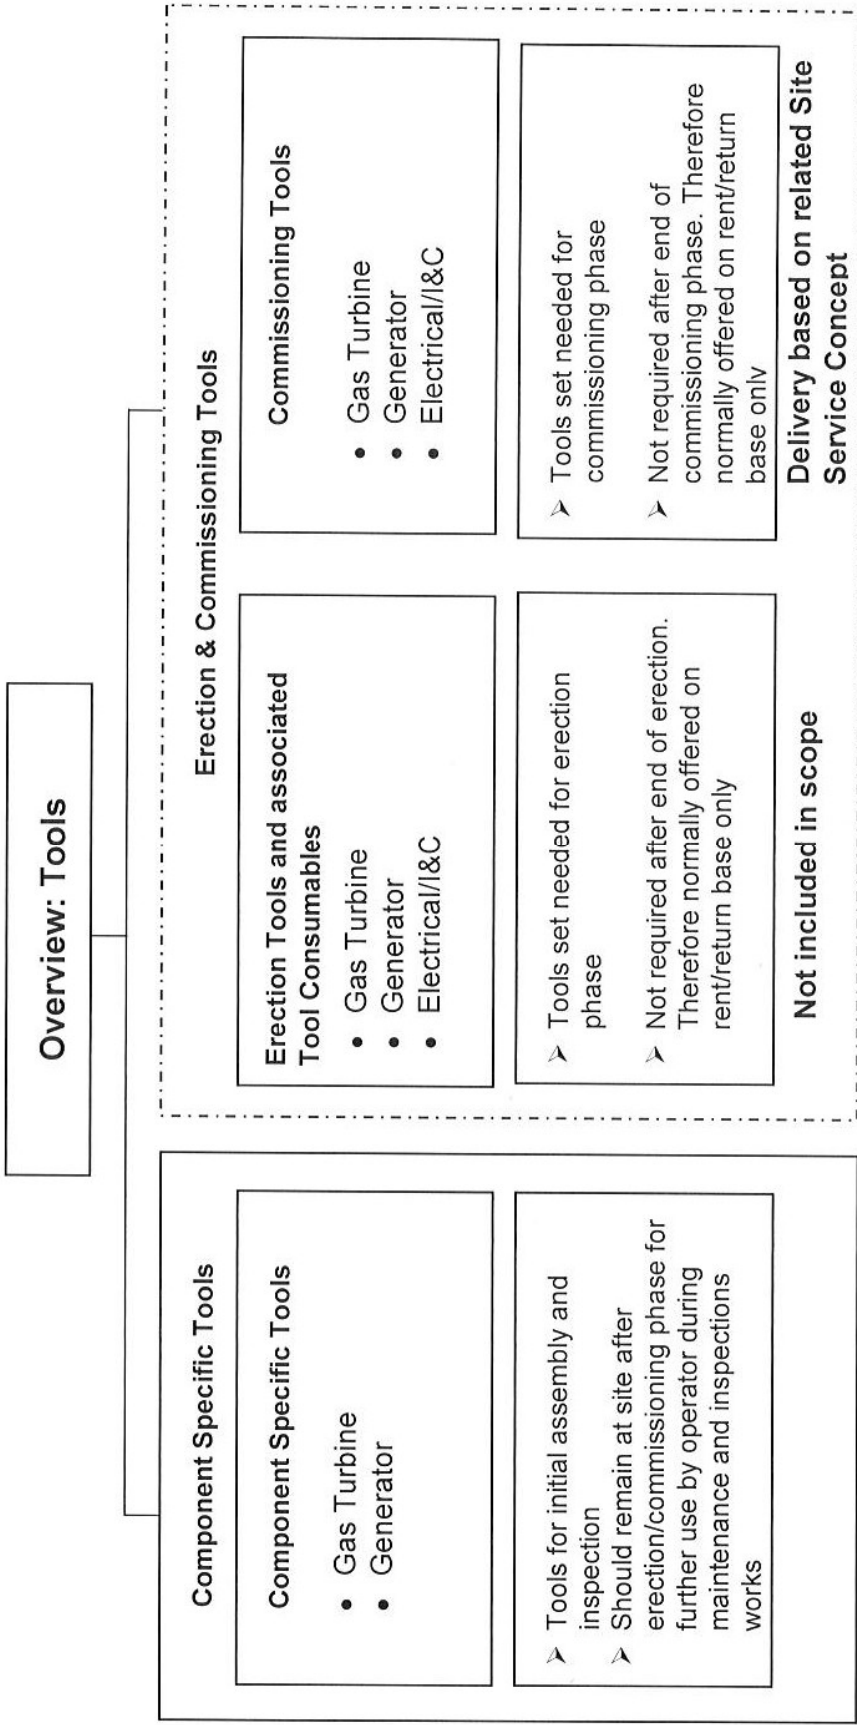 Overview: Tools
Component Specific Tools
Component Specific Tools
• Gas Turbine
• Generator
➢ Tools for initial assembly and
inspection
➢ Should remain at site after
erection/commissioning phase for
further use by operator during
maintenance and inspections
works
Erection & Commissioning Tools
Erection Tools and associated
Tool Consumables
• Gas Turbine
• Generator
• Electrical/I&C
➢ Tools set needed for erection
phase
➢ Not required after end of erection.
Therefore normally offered on
rent/return base only
Not included in scope
Commissioning Tools
• Gas Turbine
• Generator
• Electrical/I&C
➢ Tools set needed for
commissioning phase
➢ Not required after end of
commissioning phase. Therefore
normally offered on rent/return
base only
Delivery based on related Site
Service Concept